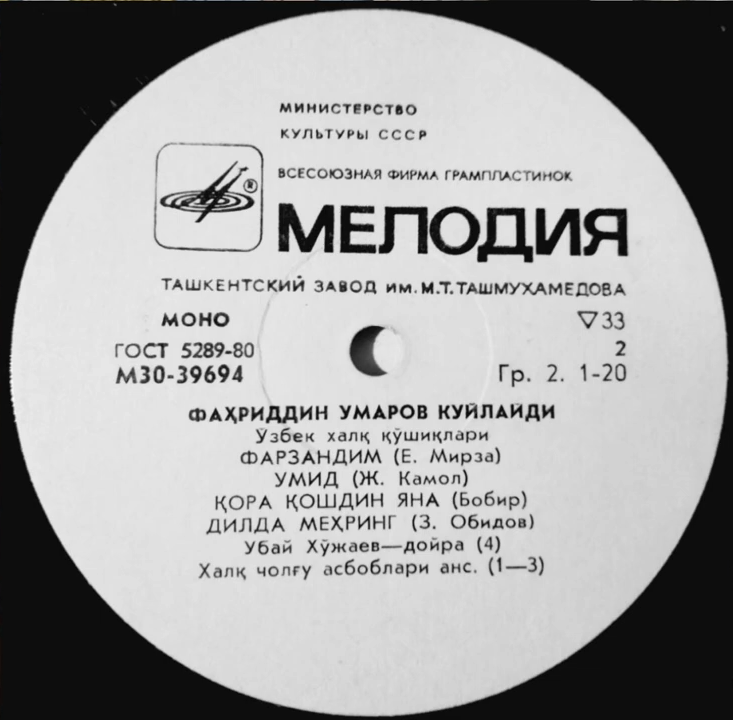 МИНИСТЕРСТВО
КУЛЬТУРЫ СССР
ВСЕСОЮЗНАЯ ФИРМА ГРАМПЛАСТИНОК
®
МЕЛОДИЯ
ТАШКЕНТСКИЙ ЗАВОД ИМ. М.Т. ТАШМУХАМЕДОВА
МОНО ▽33
ГОСТ 5289-80 2
М30-39694 Гр. 2. 1-20
ФАҲРИДДИН УМАРОВ КУЙЛАЙДИ
Ўзбек халқ қўшиқлари
ФАРЗАНДИМ (Е. Мирза)
УМИД (Ж. Камол)
ҚОРА ҚОШДИН ЯНА (Бобир)
ДИЛДА МЕҲРИНГ (З. Обидов)
Убай Хўжаев—дойра (4)
Халқ чолғу асбоблари анс. (1—3)